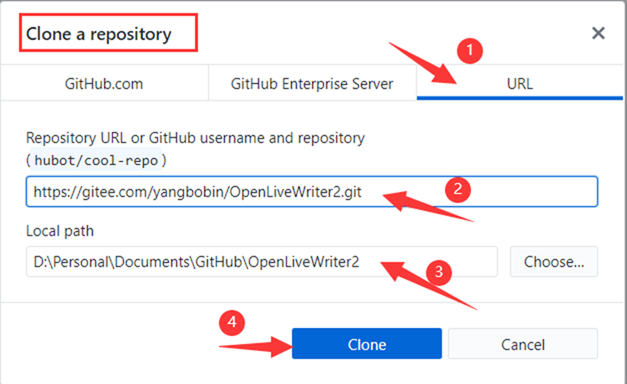 Clone a repository
1
GitHub.com
GitHub Enterprise Server
URL
Repository URL or GitHub username and repository
(hubot/cool-repo)
https://gitee.com/yangbobin/OpenLiveWriter2.git
2
Local path
D:\Personal\Documents\GitHub\OpenLiveWriter2
3
Choose...
4
Clone
Cancel